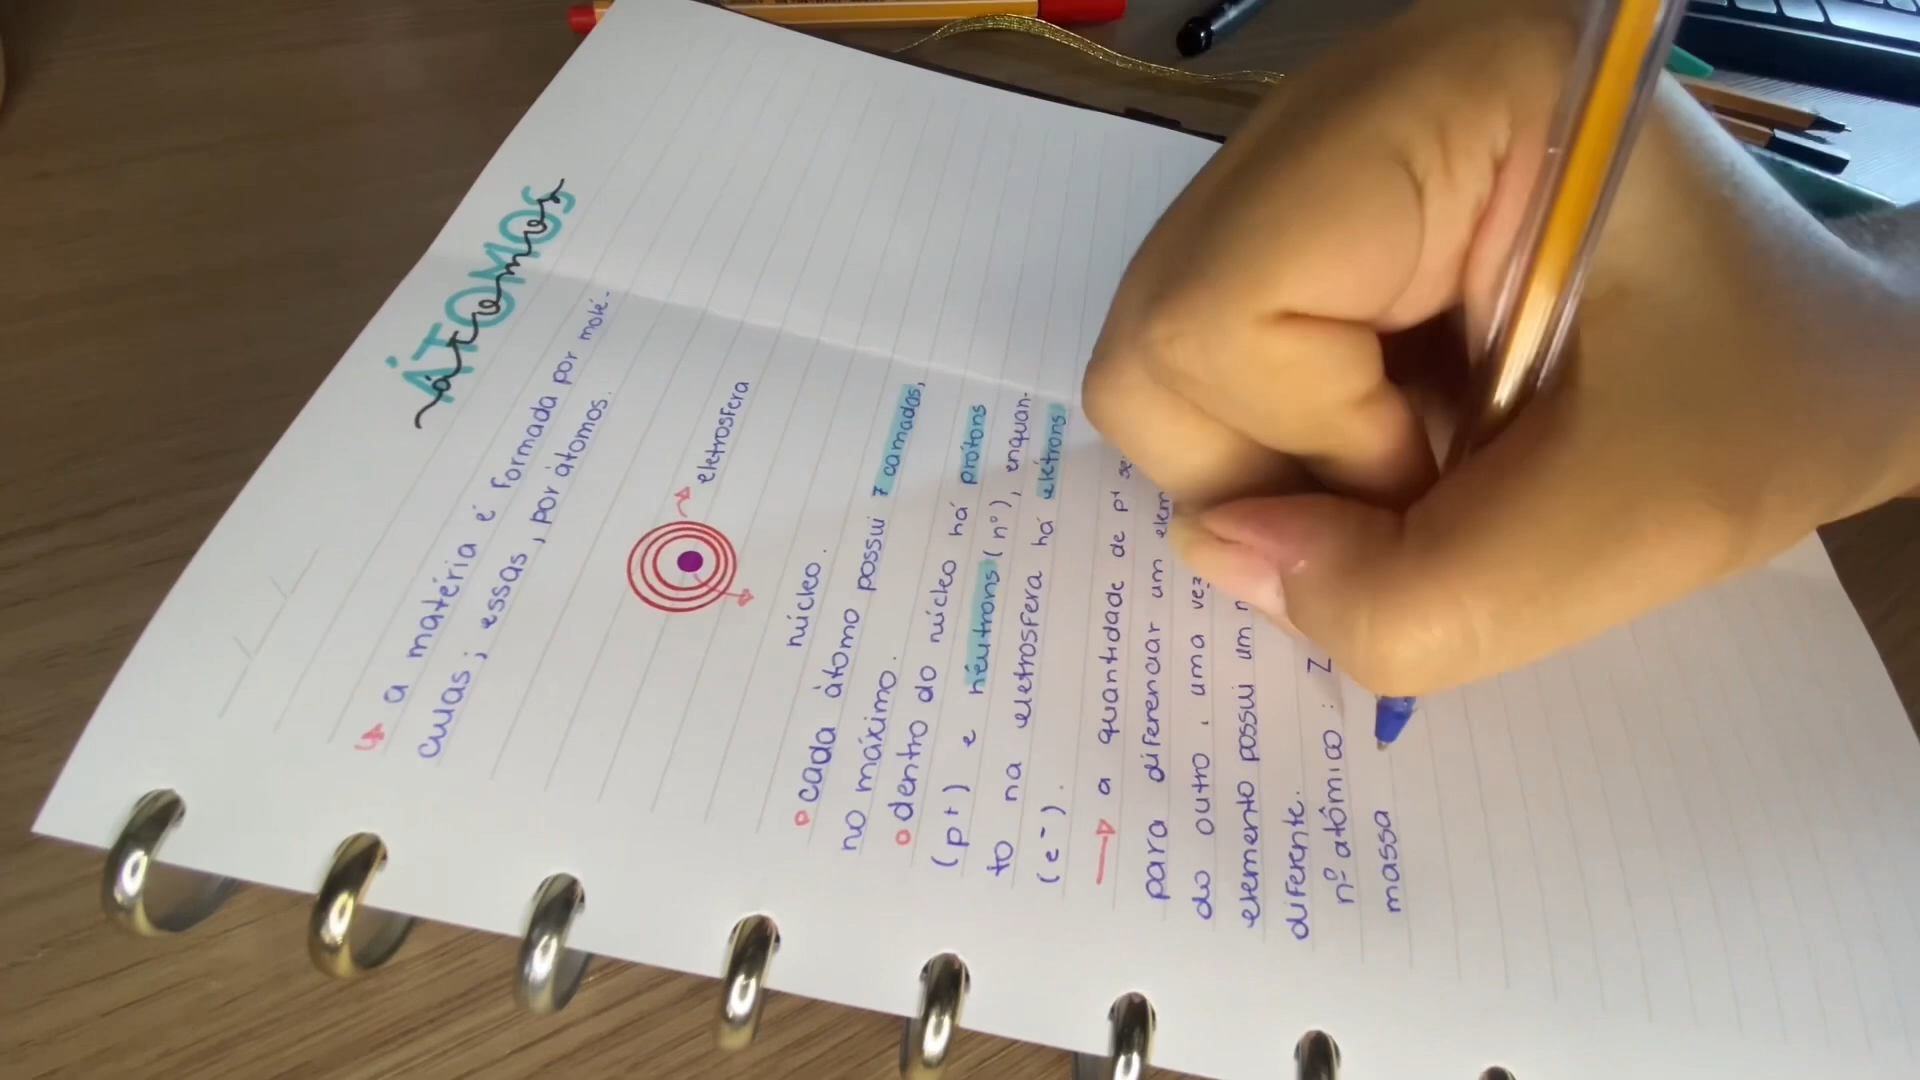 ÁTOMOS
átomos
a matéria é formada por molé-
culas; essas, por átomos.
eletrosfera
núcleo.
cada átomo possui 7 camadas,
no máximo.
dentro do núcleo há prótons
(p+) e nêutrons (nº), enquan-
to na eletrosfera há elétrons
(e-).
a quantidade de p+
para diferenciar um
do outro, uma vez
elemento possui um
diferente.
nº atômico: Z
massa